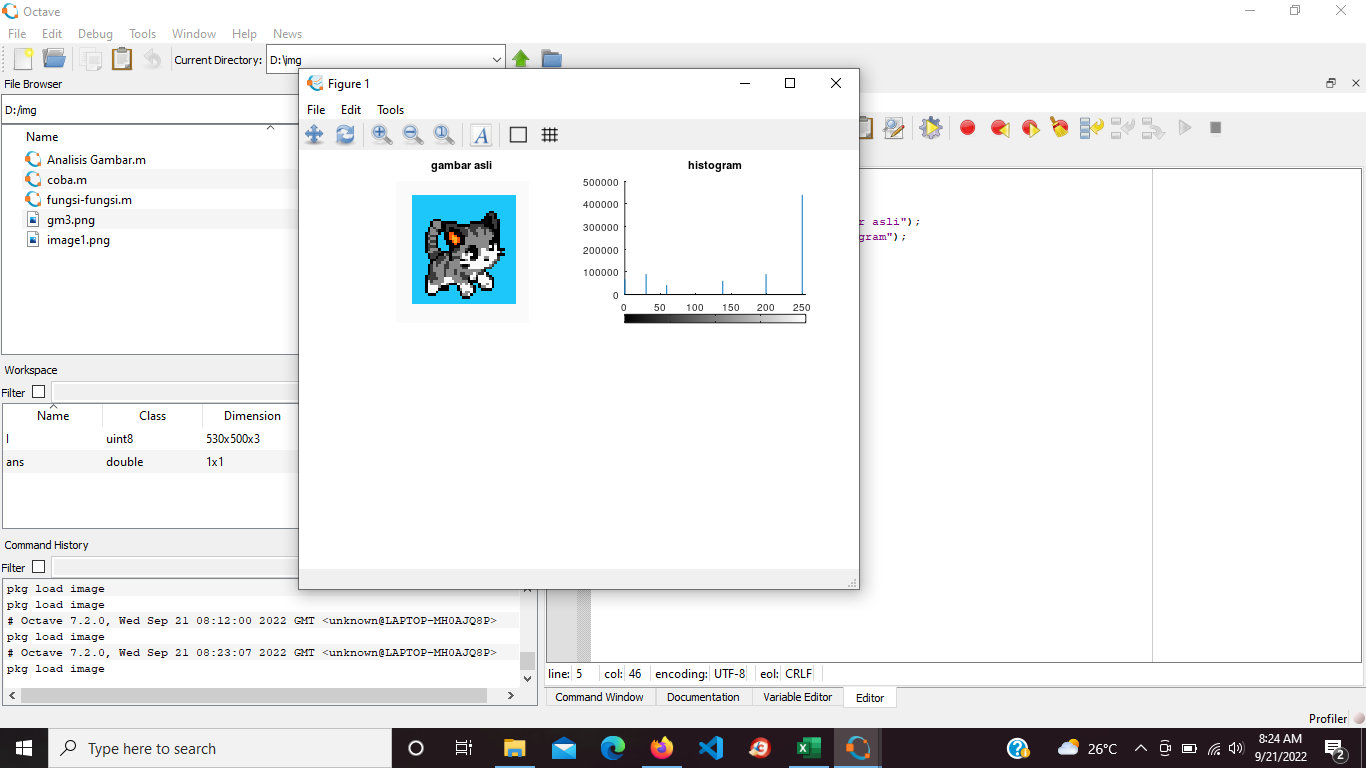 Octave
File Edit Debug Tools Window Help News
Current Directory: D:\img
File Browser
D:/img
Name
Analisis Gambar.m
coba.m
fungsi-fungsi.m
gm3.png
image1.png
Workspace
Filter
Name Class Dimension
I uint8 530x500x3
ans double 1x1
Command History
Filter
pkg load image
pkg load image
# Octave 7.2.0, Wed Sep 21 08:12:00 2022 GMT <unknown@LAPTOP-MH0AJQ8P>
pkg load image
# Octave 7.2.0, Wed Sep 21 08:23:07 2022 GMT <unknown@LAPTOP-MH0AJQ8P>
pkg load image
Figure 1
File Edit Tools
A
gambar asli
histogram
500000
400000
300000
200000
100000
0
0 50 100 150 200 250
r asli");
gram");
line: 5 col: 46 encoding: UTF-8 eol: CRLF
Command Window Documentation Variable Editor Editor
Profiler
Type here to search
26°C
8:24 AM
9/21/2022
2